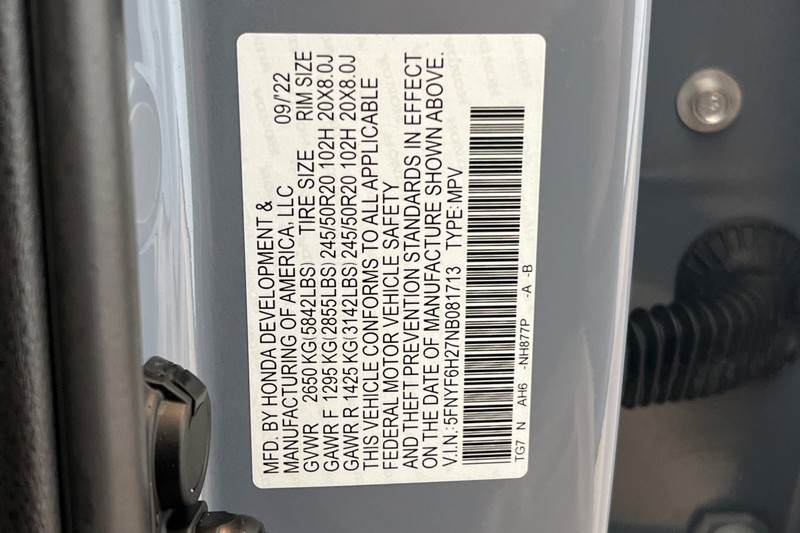 MFD. BY HONDA DEVELOPMENT &
MANUFACTURING OF AMERICA, LLC 09/'22
GVWR 2650 KG(5842LBS) TIRE SIZE RIM SIZE
GAWR F 1295 KG(2855LBS) 245/50R20 102H 20X8.0J
GAWR R 1425 KG(3142LBS) 245/50R20 102H 20X8.0J
THIS VEHICLE CONFORMS TO ALL APPLICABLE
FEDERAL MOTOR VEHICLE SAFETY
AND THEFT PREVENTION STANDARDS IN EFFECT
ON THE DATE OF MANUFACTURE SHOWN ABOVE.
V.I.N.:5FNYF6H27NB081713 TYPE:MPV
TG7 N AH6 -NH877P -A -B